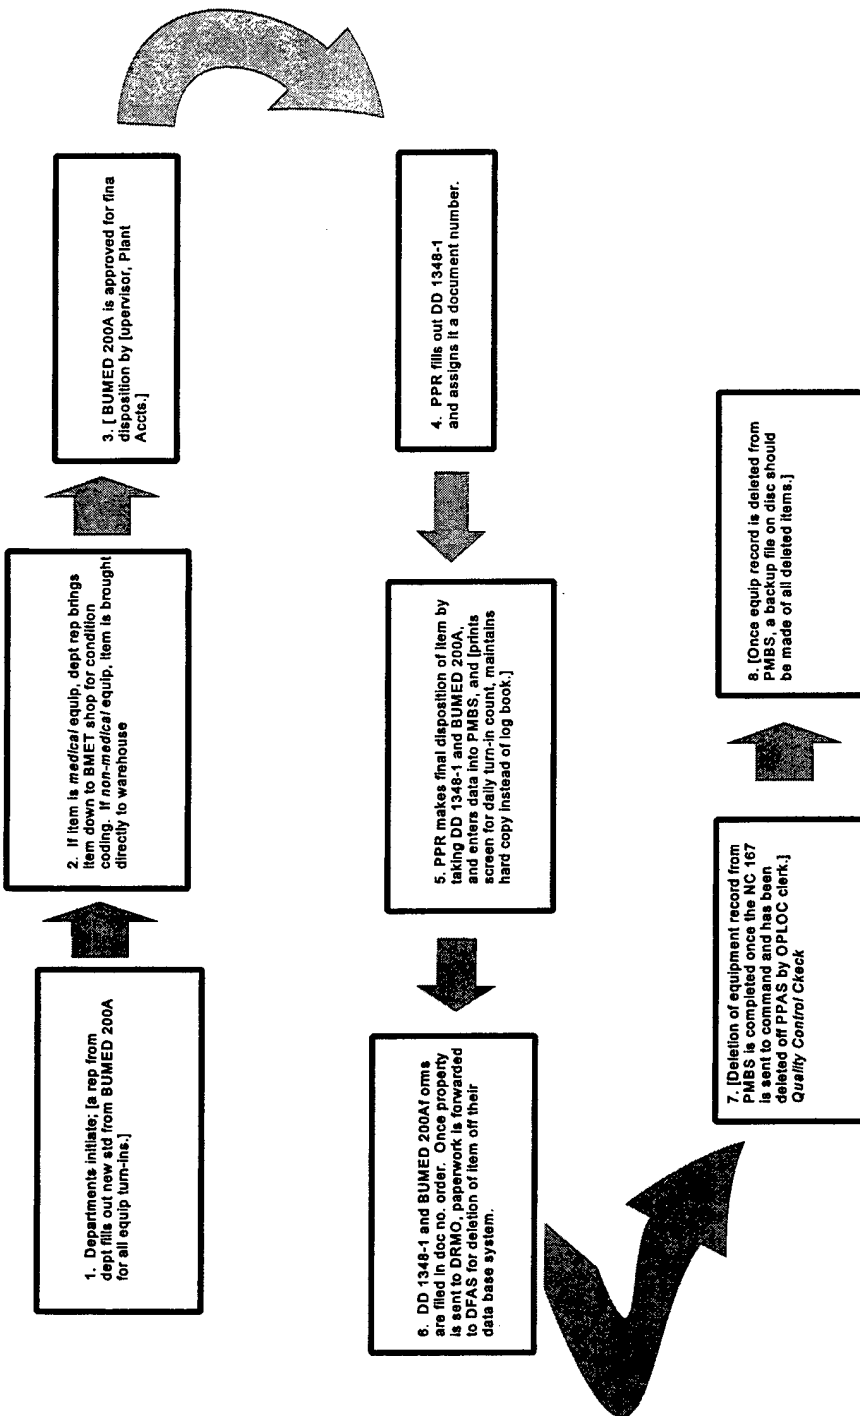 1. Departments initiate; [a rep from
dept fills out new std from BUMED 200A
for all equip turn-ins.]
2. If item is medical equip, dept rep brings
item down to BMET shop for condition
coding. If non-medical equip, item is brought
directly to warehouse
3. [ BUMED 200A is approved for fina
disposition by [upervisor, Plant
Accts.]
4. PPR fills out DD 1348-1
and assigns it a document number.
5. PPR makes final disposition of item by
taking DD 1348-1 and BUMED 200A,
and enters data into PMBS, and [prints
screen for daily turn-in count, maintains
hard copy instead of log book.]
6. DD 1348-1 and BUMED 200Af orms
are filed in doc no. order. Once property
is sent to DRMO, paperwork is forwarded
to DFAS for deletion of item off their
data base system.
7. [Deletion of equipment record from
PMBS is completed once the NC 167
is sent to command and has been
deleted off PPAS by OPLOC clerk.]
Quality Control Ckeck
8. [Once equip record is deleted from
PMBS, a backup file on disc should
be made of all deleted items.]